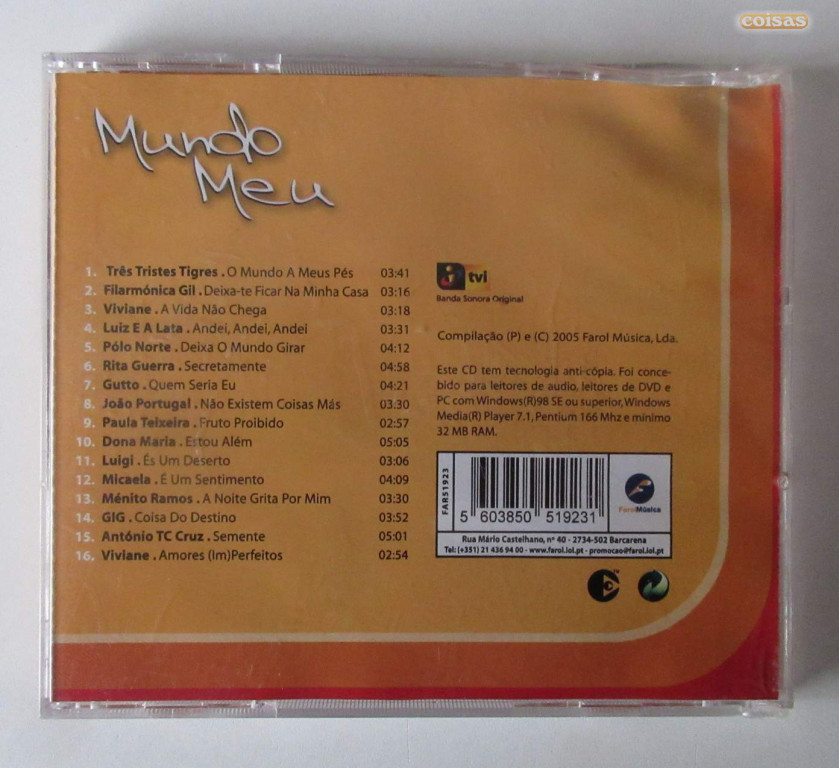 coisas
Mundo
Meu
1. Três Tristes Tigres . O Mundo A Meus Pés 03:41
2. Filarmónica Gil . Deixa-te Ficar Na Minha Casa 03:16
3. Viviane . A Vida Não Chega 03:18
4. Luiz E A Lata . Andei, Andei, Andei 03:31
5. Pólo Norte . Deixa O Mundo Girar 04:12
6. Rita Guerra . Secretamente 04:58
7. Gutto . Quem Seria Eu 04:21
8. João Portugal . Não Existem Coisas Más 03:30
9. Paula Teixeira . Fruto Proibido 02:57
10. Dona Maria . Estou Além 05:05
11. Luigi . És Um Deserto 03:06
12. Micaela . É Um Sentimento 04:09
13. Ménito Ramos . A Noite Grita Por Mim 03:30
14. GIG . Coisa Do Destino 03:52
15. António TC Cruz . Semente 05:01
16. Viviane . Amores (Im)Perfeitos 02:54
tvi
Banda Sonora Original
Compilação (P) e (C) 2005 Farol Música, Lda.
Este CD tem tecnologia anti-cópia. Foi conce-
bido para leitores de audio, leitores de DVD e
PC com Windows(R)98 SE ou superior, Windows
Media(R) Player 7.1, Pentium 166 Mhz e mínimo
32 MB RAM.
FAR51923
5 603850 519231
FarolMúsica
Rua Mário Castelhano, nº 40 - 2734-502 Barcarena
Tel: (+351) 21 436 94 00 - www.farol.iol.pt - promocao@farol.iol.pt